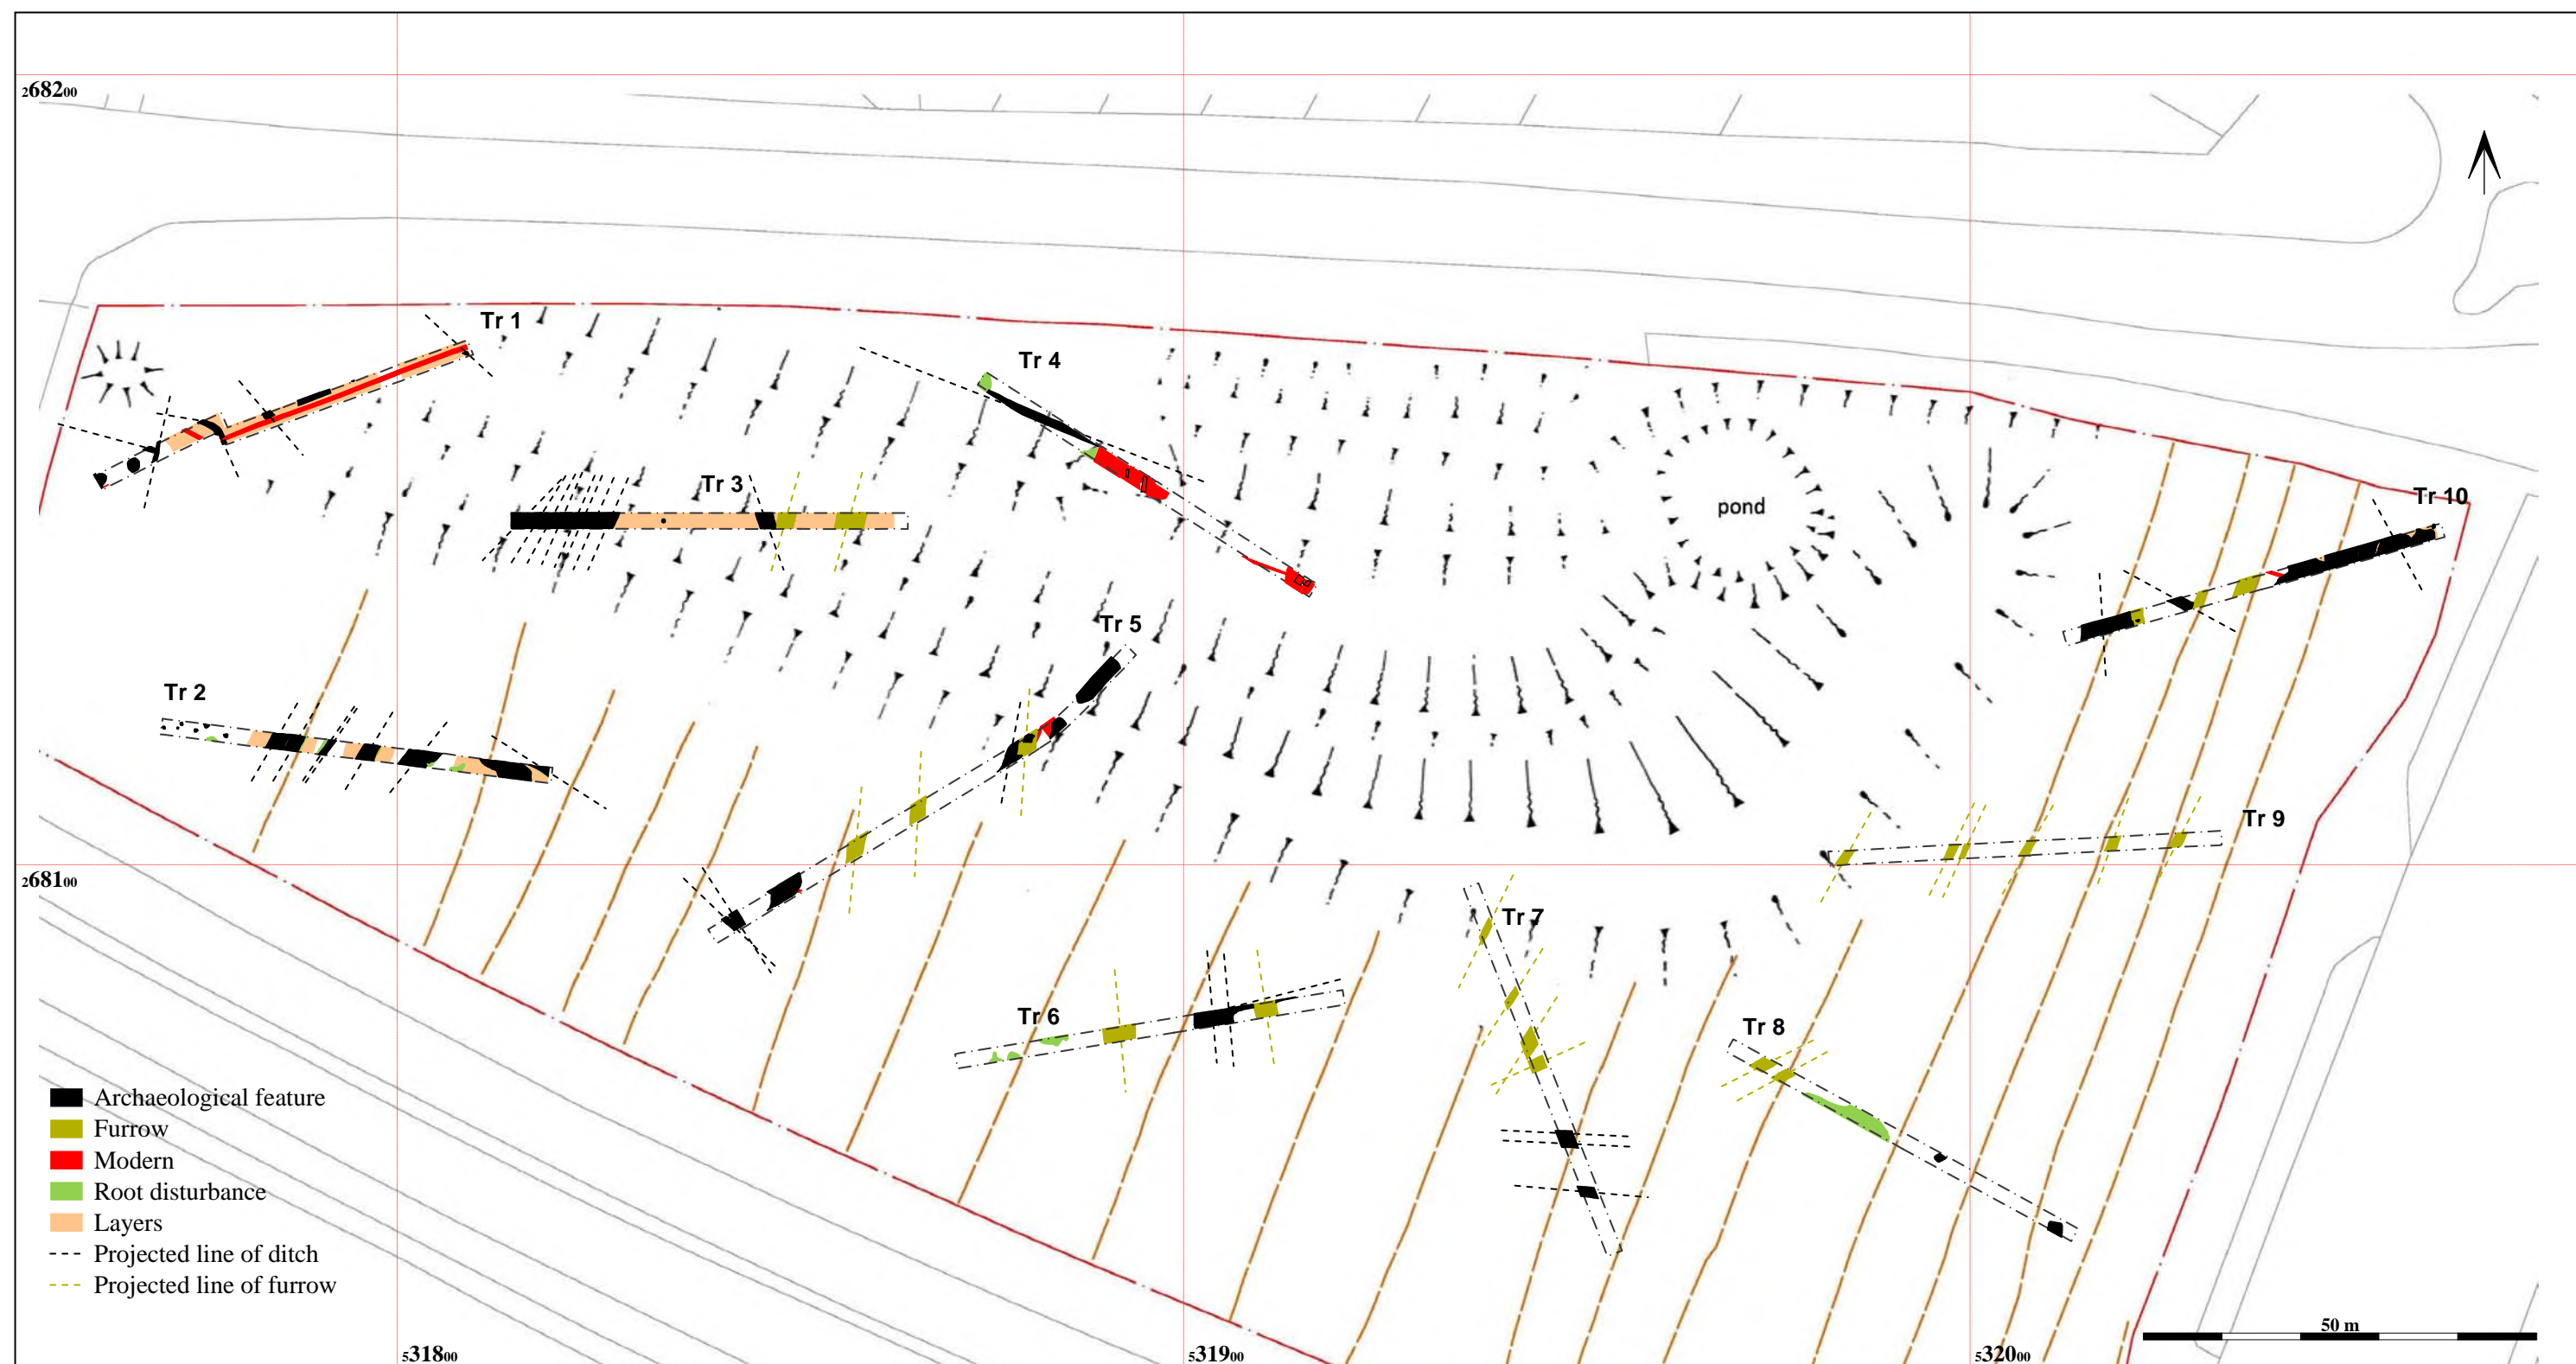 268200
Tr 1
Tr 4
Tr 3
Tr 10
pond
Tr 5
Tr 2
Tr 9
268100
Tr 7
Tr 6
Tr 8
Archaeological feature
Furrow
Modern
Root disturbance
Layers
Projected line of ditch
Projected line of furrow
50 m
531800
531900
532000